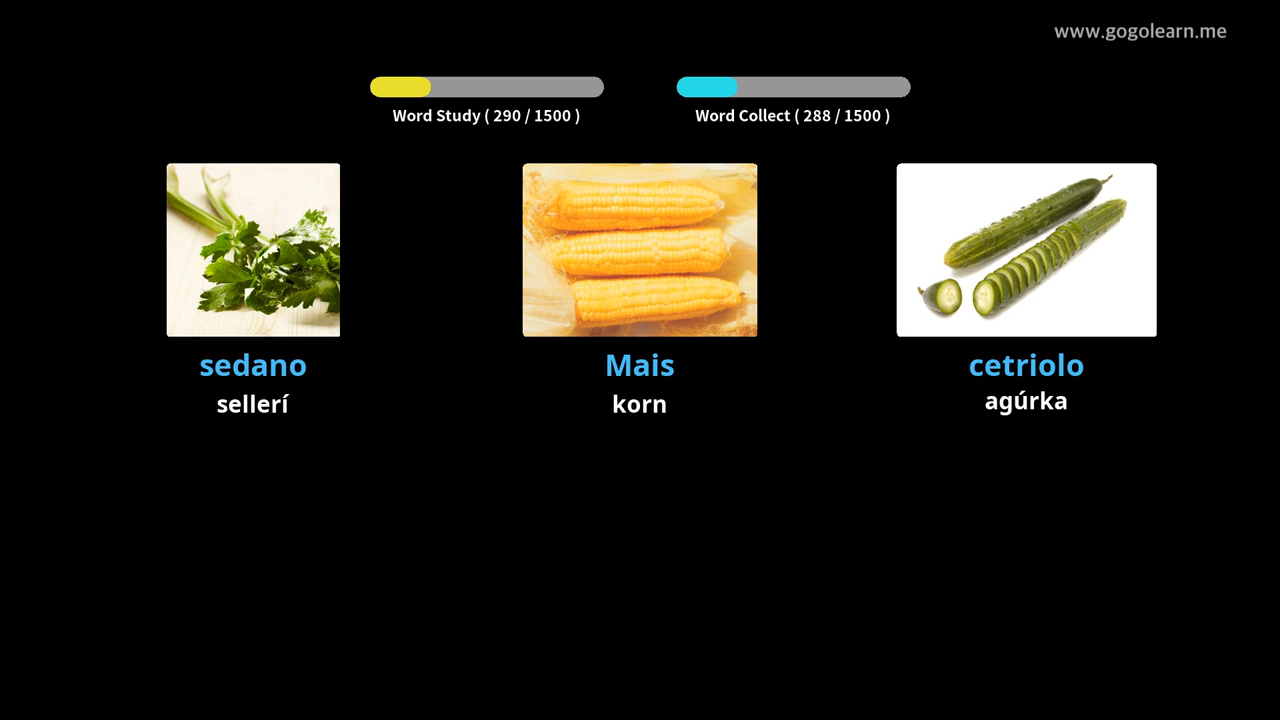 www.gogolearn.me
Word Study ( 290 / 1500 )
Word Collect ( 288 / 1500 )
sedano
sellerí
Mais
korn
cetriolo
agúrka